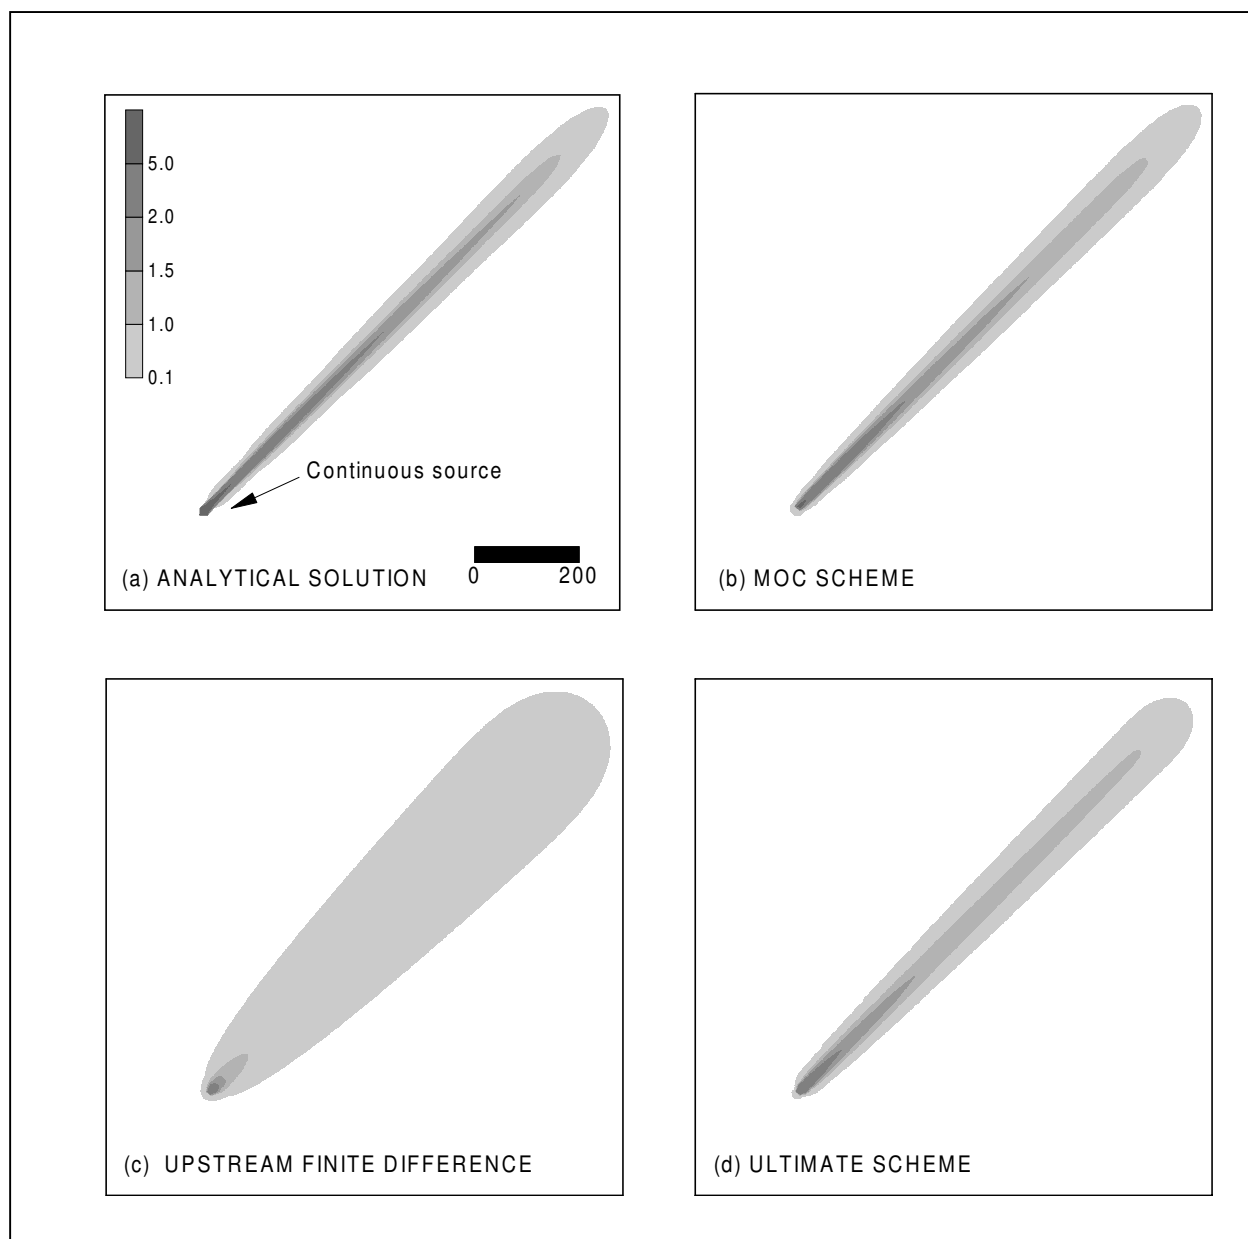 5.0
2.0
1.5
1.0
0.1
Continuous source
(a) ANALYTICAL SOLUTION
0 200
(b) MOC SCHEME
(c) UPSTREAM FINITE DIFFERENCE
(d) ULTIMATE SCHEME